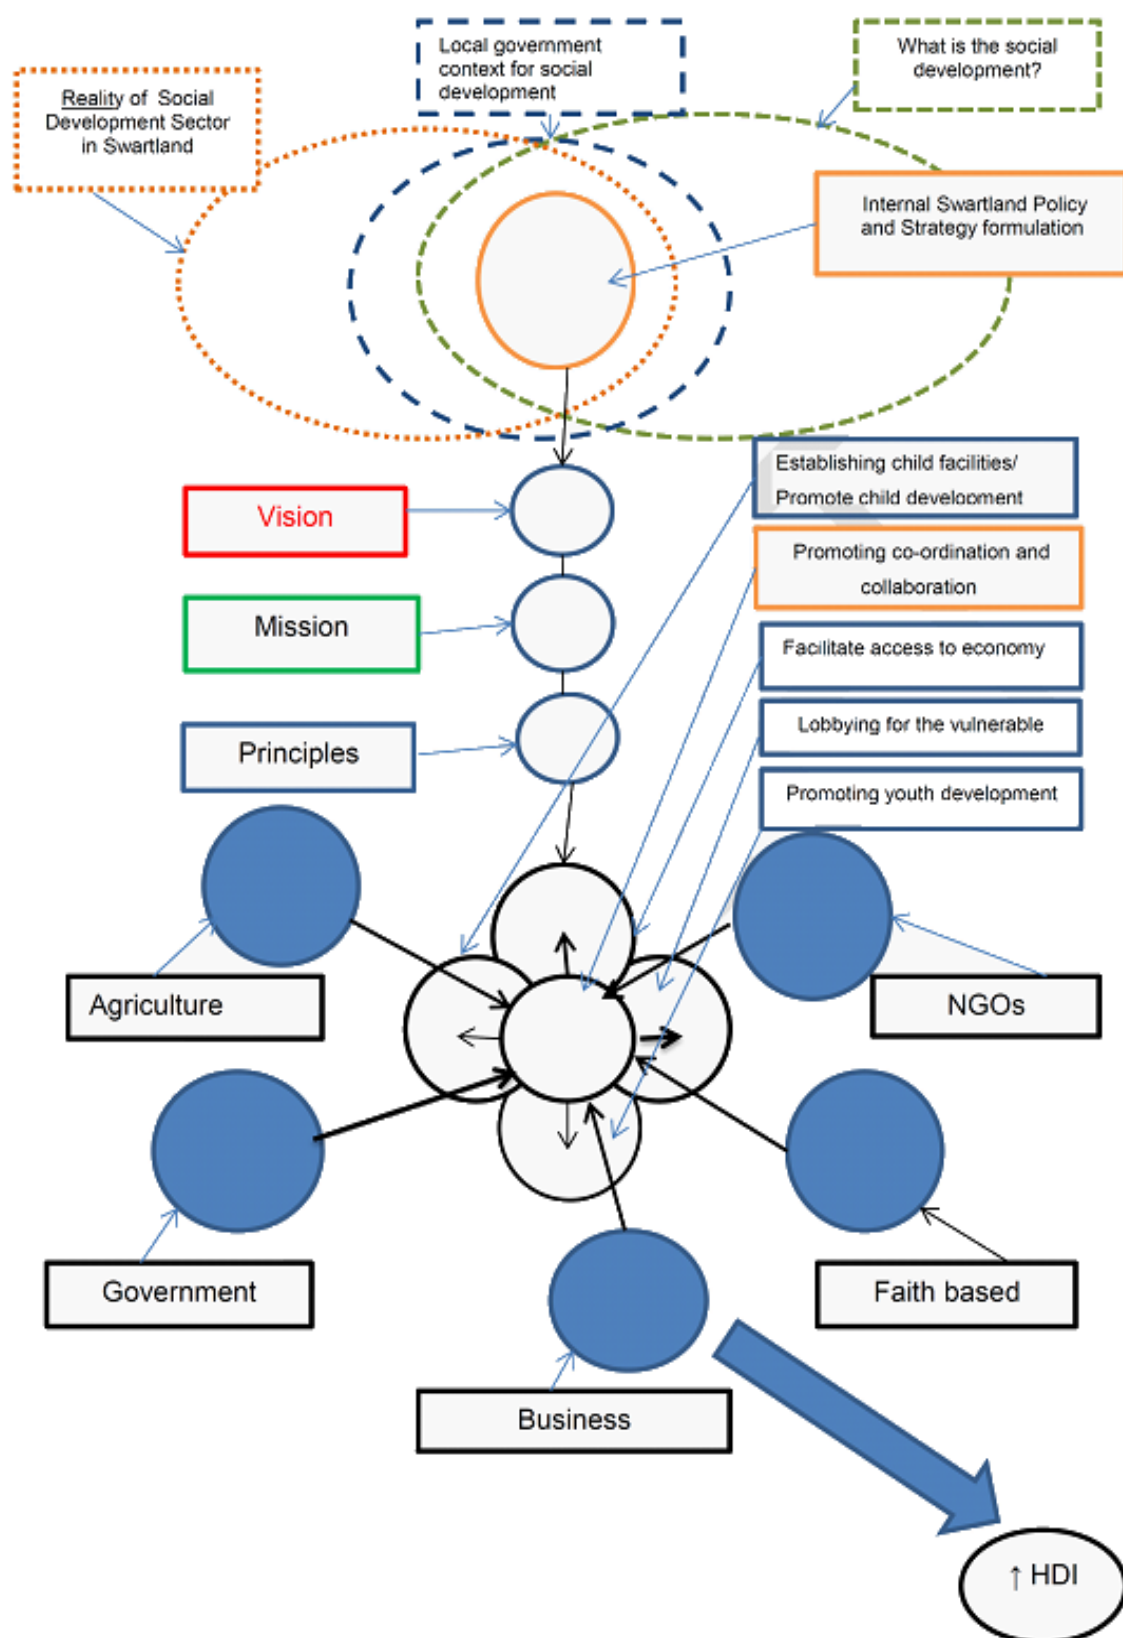 Local government
context for social
development
What is the social
development?
Reality of Social
Development Sector
in Swartland
Internal Swartland Policy
and Strategy formulation
Establishing child facilities/
Promote child development
Vision
Promoting co-ordination and
collaboration
Mission
Facilitate access to economy
Lobbying for the vulnerable
Principles
Promoting youth development
Agriculture
NGOs
Government
Faith based
Business
↑ HDI